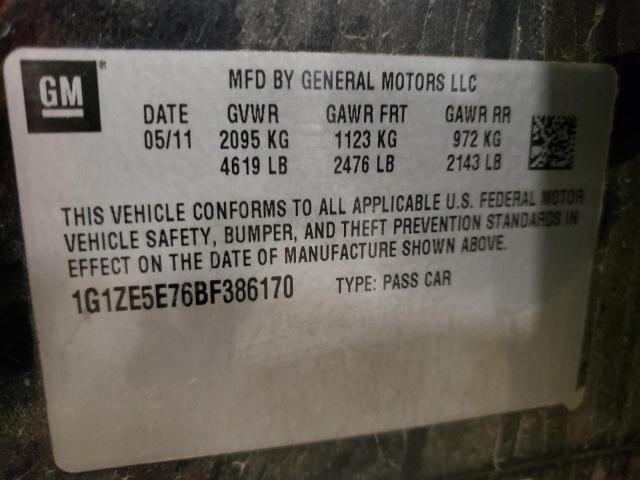 GM®
MFD BY GENERAL MOTORS LLC
DATE GVWR GAWR FRT GAWR RR
05/11 2095 KG 1123 KG 972 KG
4619 LB 2476 LB 2143 LB
THIS VEHICLE CONFORMS TO ALL APPLICABLE U.S. FEDERAL MOTOR
VEHICLE SAFETY, BUMPER, AND THEFT PREVENTION STANDARDS IN
EFFECT ON THE DATE OF MANUFACTURE SHOWN ABOVE.
1G1ZE5E76BF386170 TYPE: PASS CAR